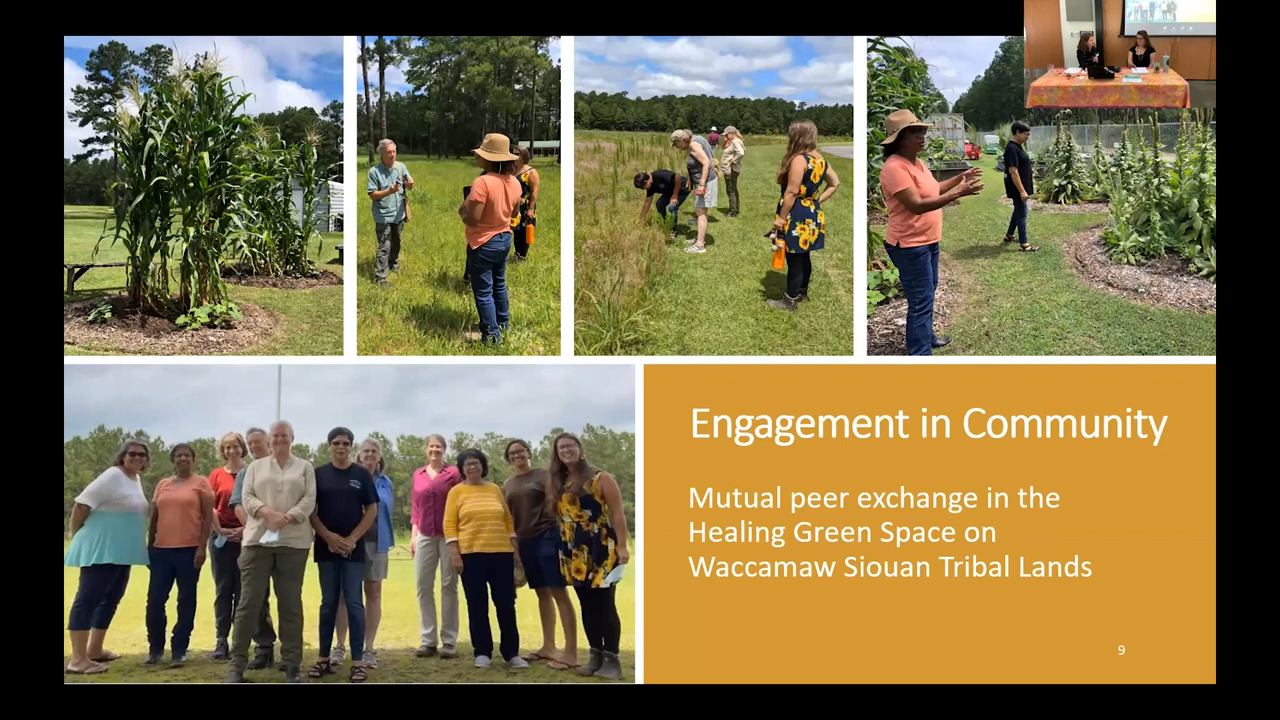 Engagement in Community
Mutual peer exchange in the
Healing Green Space on
Waccamaw Siouan Tribal Lands
9